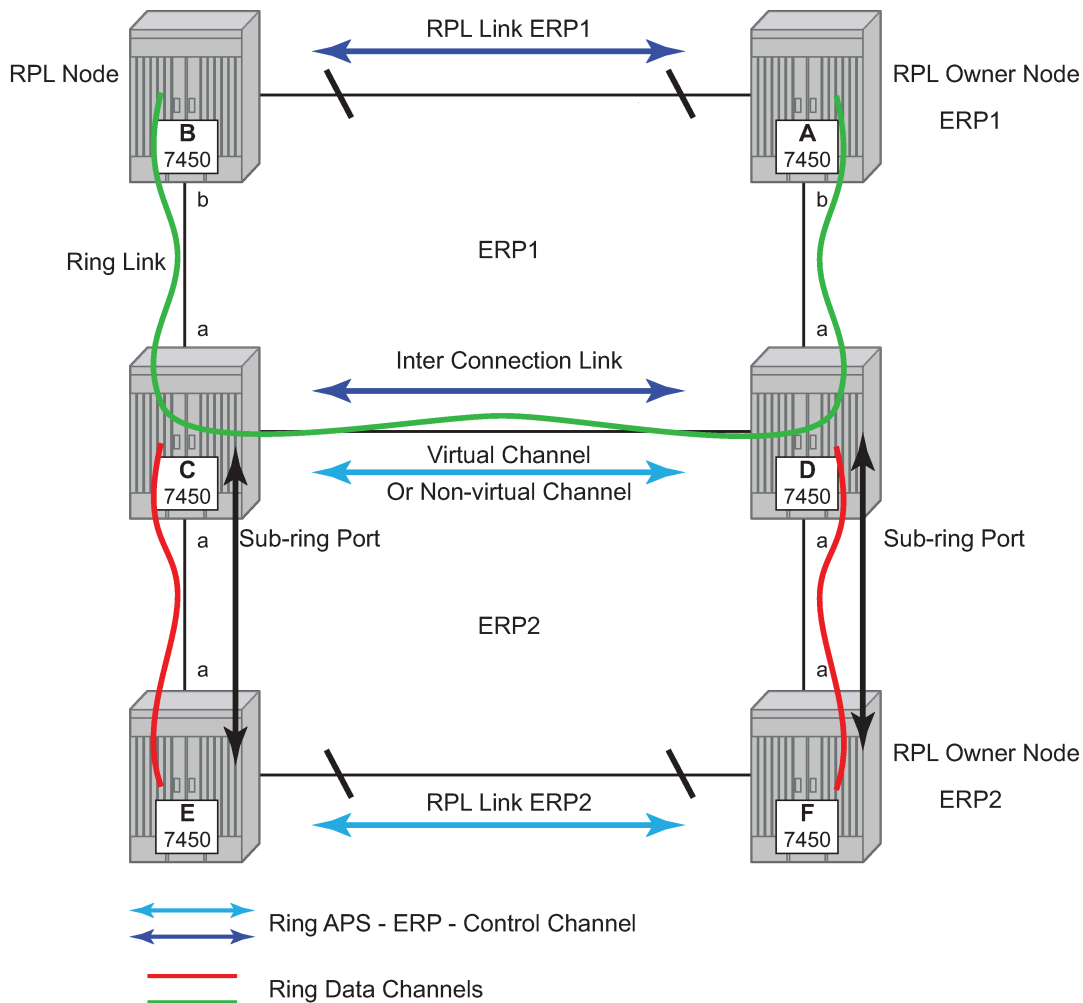 RPL Link ERP1
RPL Node
RPL Owner Node
ERP1
B
7450
A
7450
b
b
ERP1
Ring Link
a
a
Inter Connection Link
Virtual Channel
Or Non-virtual Channel
C
7450
D
7450
a
Sub-ring Port
a
Sub-ring Port
ERP2
a
a
RPL Owner Node
ERP2
RPL Link ERP2
E
7450
F
7450
Ring APS - ERP - Control Channel
Ring Data Channels